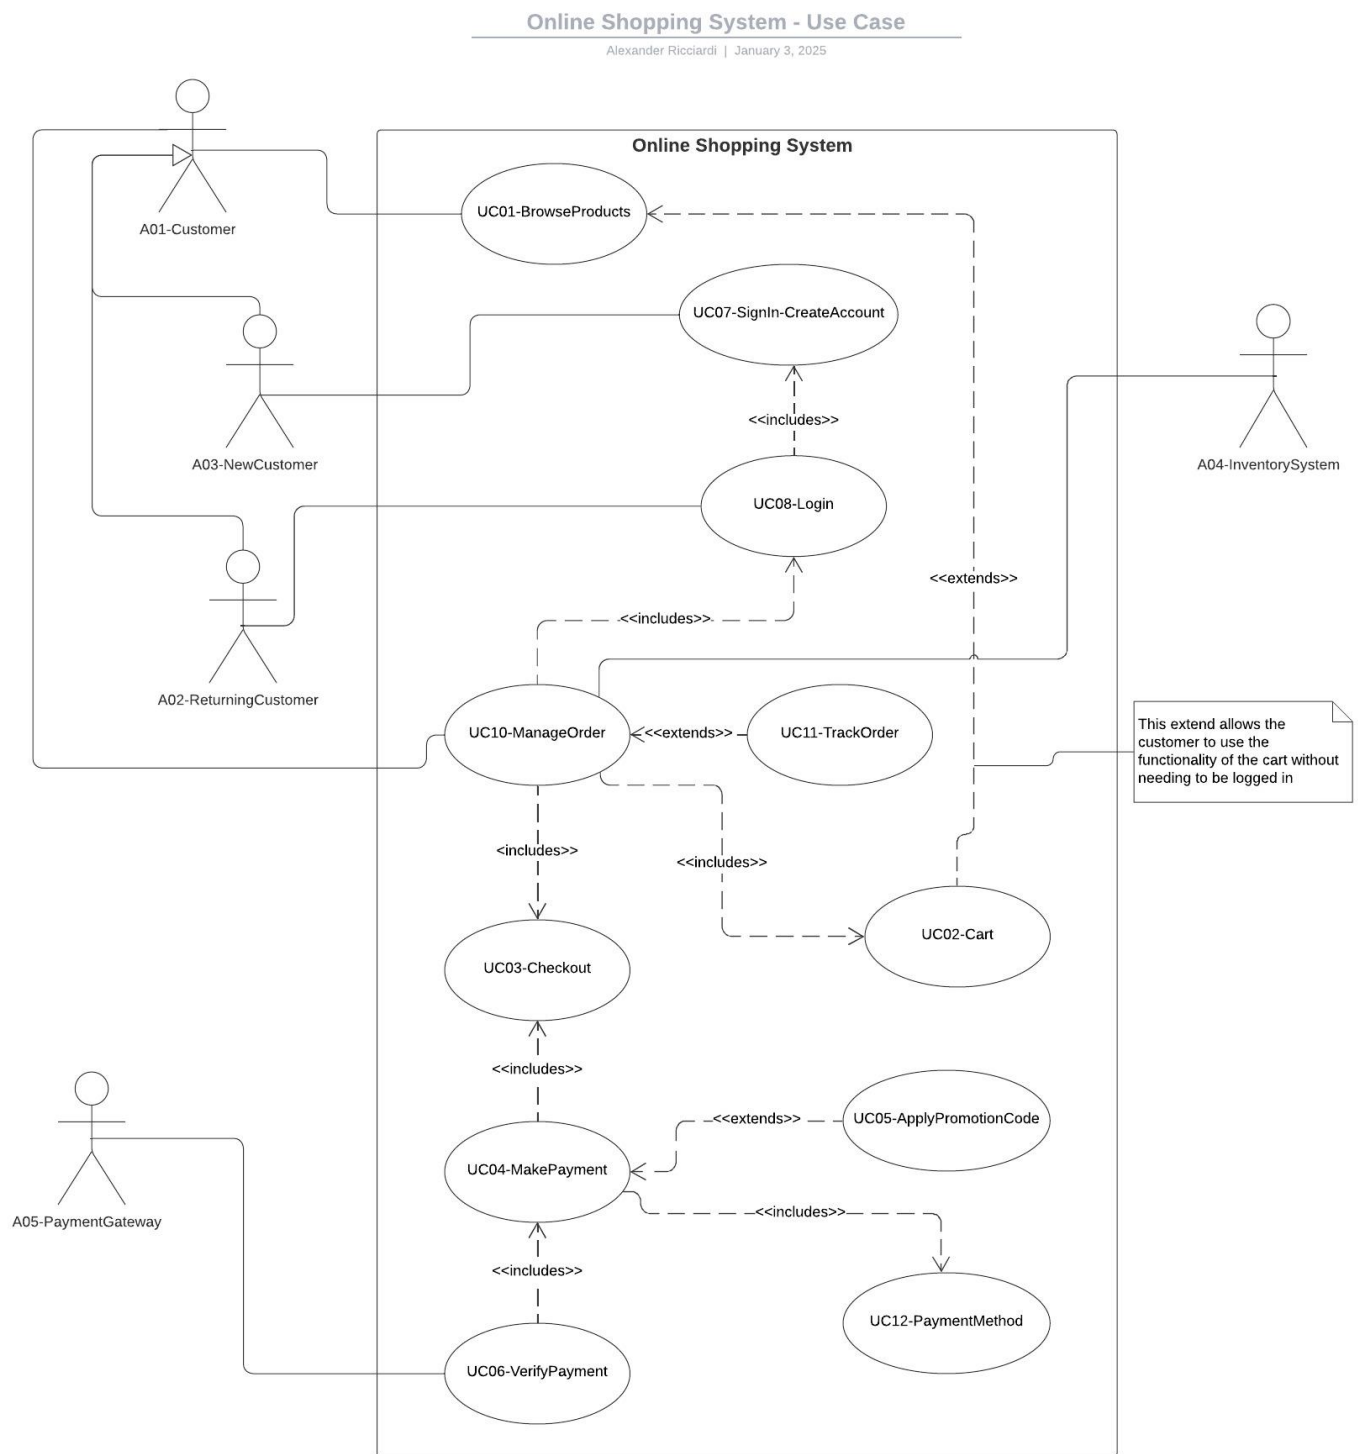 Online Shopping System - Use Case
Alexander Ricciardi | January 3, 2025
Online Shopping System
UC01-BrowseProducts
A01-Customer
UC07-SignIn-CreateAccount
<<includes>>
A03-NewCustomer
A04-InventorySystem
UC08-Login
<<extends>>
<<includes>>
A02-ReturningCustomer
UC10-ManageOrder
<<extends>>
UC11-TrackOrder
This extend allows the
customer to use the
functionality of the cart without
needing to be logged in
<includes>>
<<includes>>
UC02-Cart
UC03-Checkout
<<includes>>
<<extends>>
UC05-ApplyPromotionCode
UC04-MakePayment
<<includes>>
A05-PaymentGateway
<<includes>>
UC12-PaymentMethod
UC06-VerifyPayment